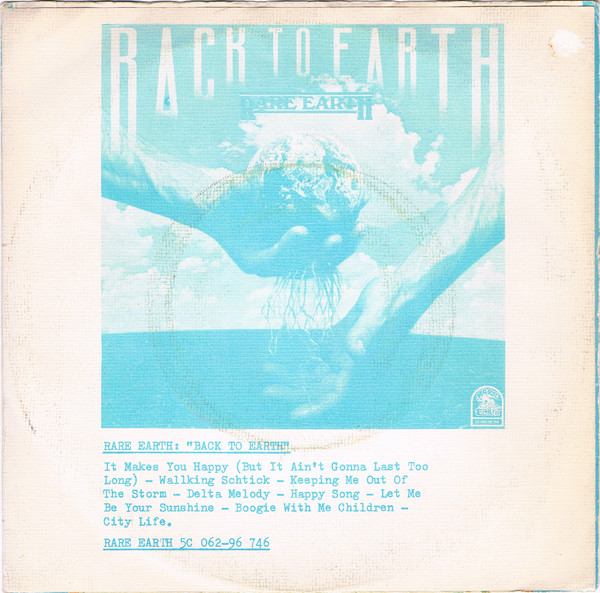 BACK TO EARTH
RARE EARTH
RARE EARTH: "BACK TO EARTH"
It Makes You Happy (But It Ain't Gonna Last Too
Long) – Wallking Schtick – Keeping Me Out Of
The Storm – Delta Melody – Happy Song – Let Me
Be Your Sunshine – Boogie With Me Children –
City Life.
RARE EARTH 5C 062-96 746